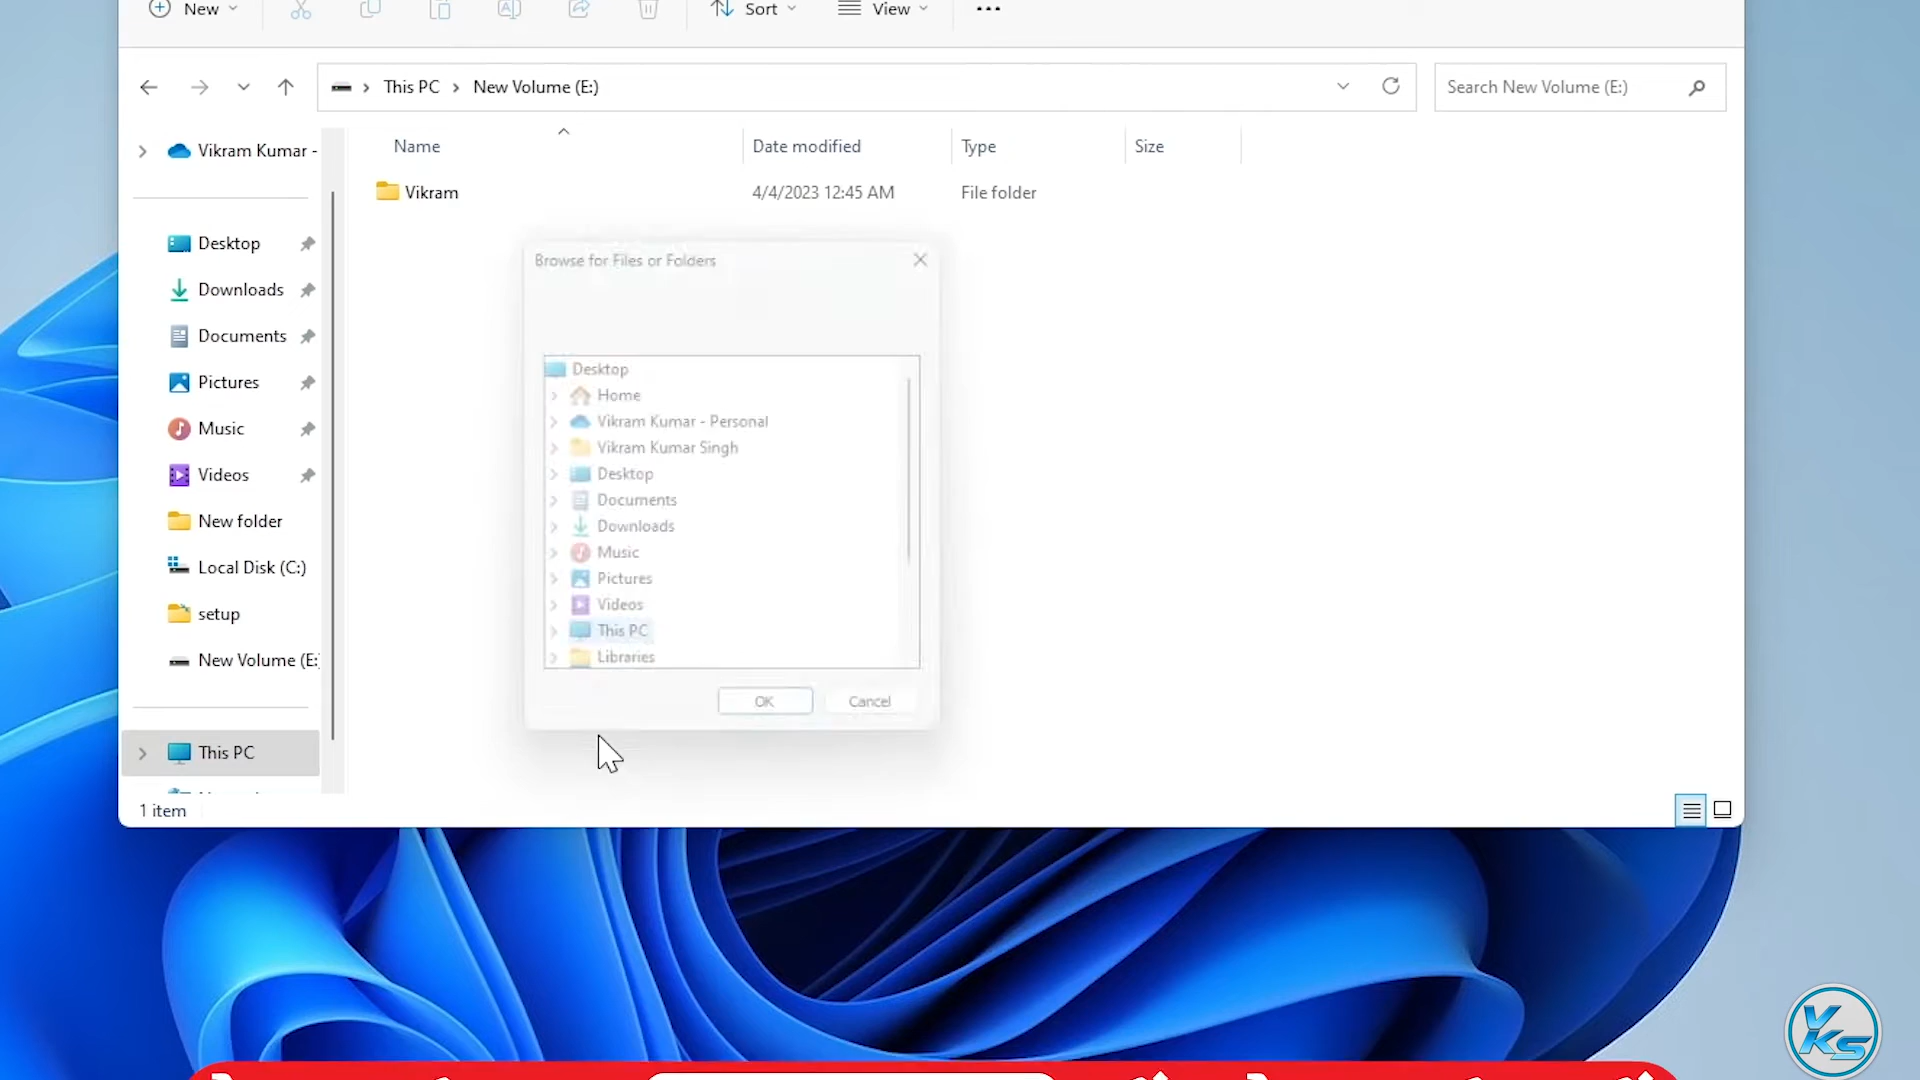 New Sort View
This PC New Volume (E:) Search New Volume (E:)
Vikram Kumar - Name Date modified Type Size
Vikram 4/4/2023 12:45 AM File folder
Desktop
Downloads
Documents
Pictures
Music
Videos
New folder
Local Disk (C:)
setup
New Volume (E:
This PC
1 item
Browse for Files or Folders
Desktop
Home
Vikram Kumar - Personal
Vikram Kumar Singh
Desktop
Documents
Downloads
Music
Pictures
Videos
This PC
Libraries
OK Cancel
VKS